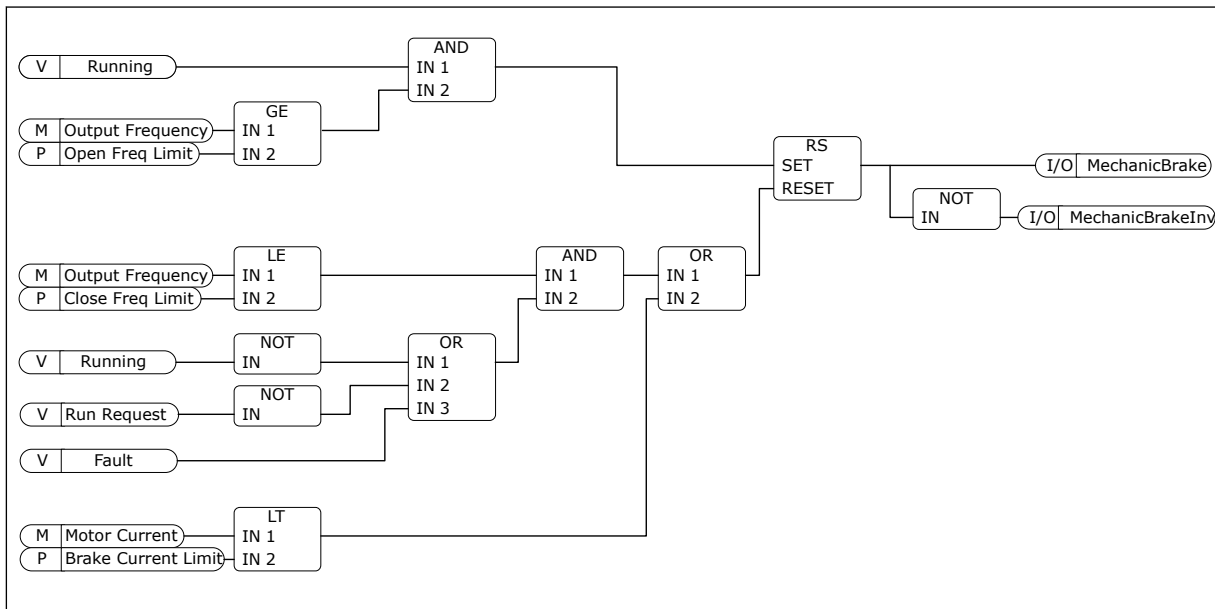 AND
V Running
IN 1
IN 2
GE
M Output Frequency
IN 1
P Open Freq Limit
IN 2
RS
SET
RESET
I/O MechanicBrake
NOT
IN
I/O MechanicBrakeInv
LE
M Output Frequency
IN 1
P Close Freq Limit
IN 2
AND
IN 1
IN 2
OR
IN 1
IN 2
NOT
V Running
IN
OR
IN 1
IN 2
IN 3
NOT
V Run Request
IN
V Fault
LT
M Motor Current
IN 1
P Brake Current Limit
IN 2